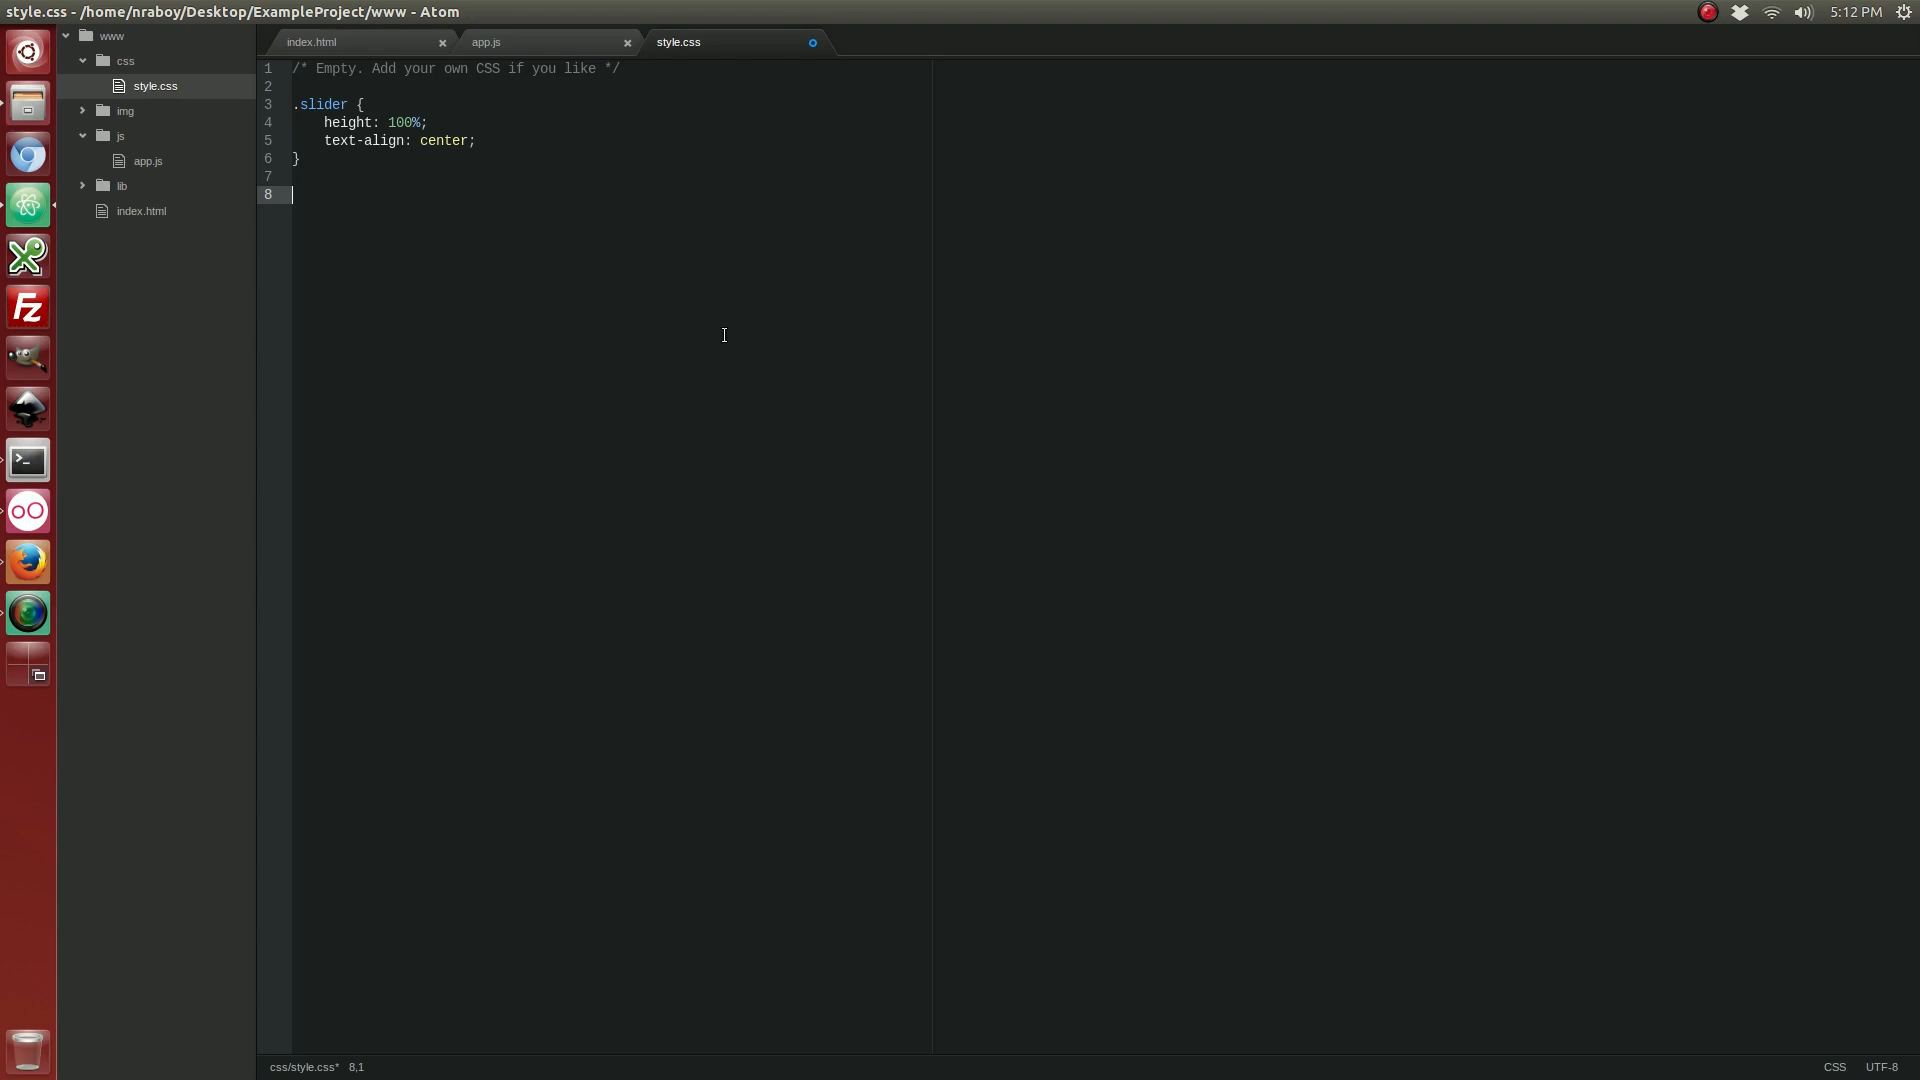 style.css - /home/nraboy/Desktop/ExampleProject/www - Atom
5:12 PM
www
css
style.css
img
js
app.js
lib
index.html
index.html
app.js
style.css
1 /* Empty. Add your own CSS if you like */
2
3 .slider {
4 height: 100%;
5 text-align: center;
6 }
7
8
Fz
>_
css/style.css* 8,1
CSS UTF-8